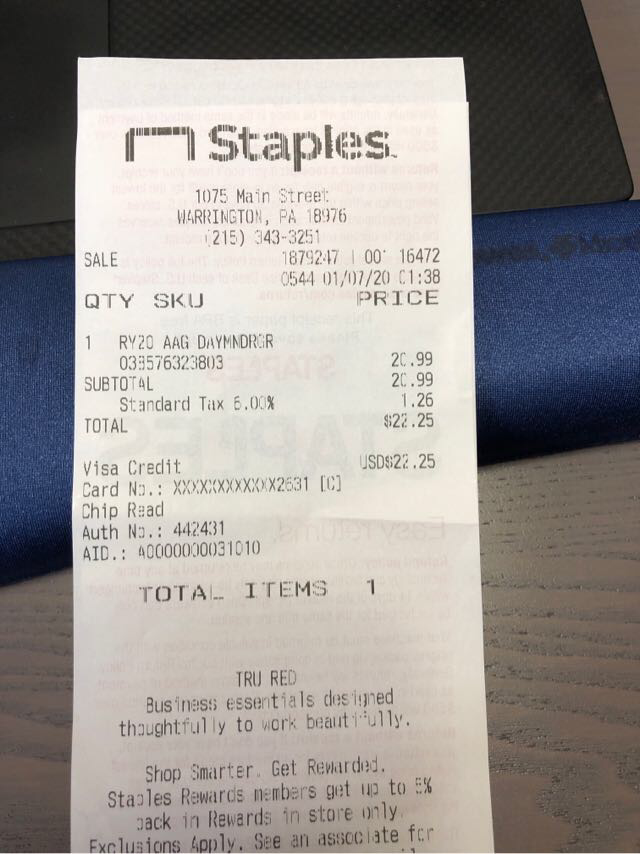 Staples
1075 Main Street
WARRINGTON, PA 18976
(215) 343-3251
SALE 1879247 1 001 16472
0544 01/07/20 01:38
QTY SKU PRICE
1 RY20 AAG DAYMNDRGR
038576323803 20.99
SUBTOTAL 20.99
Standard Tax 6.00% 1.26
TOTAL $22.25
Visa Credit USD$22.25
Card No.: XXXXXXXXXXXX2631 [C]
Chip Read
Auth No.: 442431
AID.: A0000000031010
TOTAL ITEMS 1
TRU RED
Business essentials designed
thoughtfully to work beautifully.
Shop Smarter. Get Rewarded.
Staples Rewards members get up to 5%
back in Rewards in store only.
Exclusions Apply. See an associate for